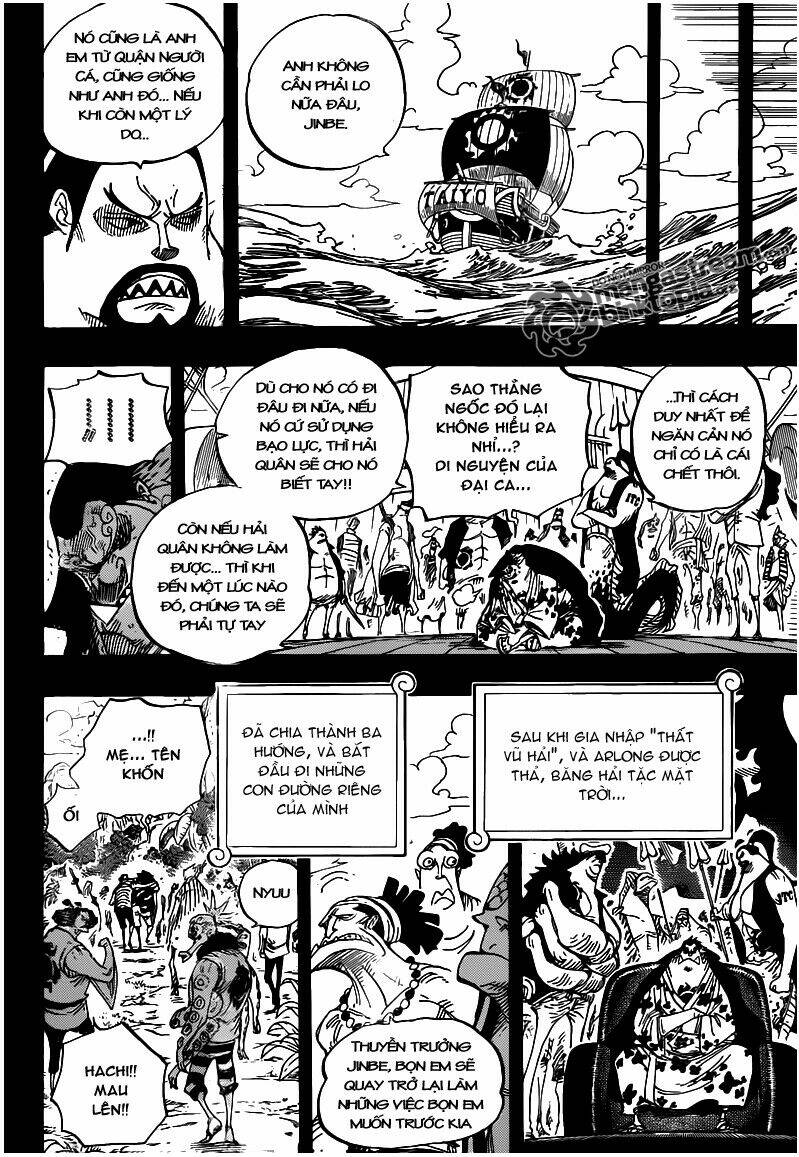 NÓ CŨNG LÀ ANH
EM TỪ QUẬN NGƯỜI
CÁ, CŨNG GIỐNG
NHƯ ANH ĐÓ... NẾU
KHI CÒN MỘT LÝ
DO...
ANH KHÔNG
CẦN PHẢI LO
NỮA ĐÂU,
JINBE.
TAIYO
mangastream.com
binktopia
...THÌ CÁCH
DUY NHẤT ĐỂ
NGĂN CẢN NÓ
CHỈ CÓ LÀ CÁI
CHẾT THÔI.
SAO THẰNG
NGỐC ĐÓ LẠI
KHÔNG HIỂU RA
NHỈ...?
DI NGUYỆN CỦA
ĐẠI CA...
DÙ CHO NÓ CÓ ĐI
ĐÂU ĐI NỮA, NẾU
NÓ CỨ SỬ DỤNG
BẠO LỰC, THÌ HẢI
QUÂN SẼ CHO NÓ
BIẾT TAY!!
CÒN NẾU HẢI
QUÂN KHÔNG LÀM
ĐƯỢC... THÌ KHI
ĐẾN MỘT LÚC NÀO
ĐÓ, CHÚNG TA SẼ
PHẢI TỰ TAY
SAU KHI GIA NHẬP "THẤT
VŨ HẢI", VÀ ARLONG ĐƯỢC
THẢ, BĂNG HẢI TẶC MẶT
TRỜI...
ĐÃ CHIA THÀNH BA
HƯỚNG, VÀ BẤT
ĐẦU ĐI NHỮNG
CON ĐƯỜNG RIÊNG
CỦA MÌNH
THUYỀN TRƯỞNG
JINBE, BỌN EM SẼ
QUAY TRỞ LẠI LÀM
NHỮNG VIỆC BỌN EM
MUỐN TRƯỚC KIA
...!!
MẸ... TÊN
KHỐN
ỐI
NYUU
HACHI!!
MAU
LÊN!!